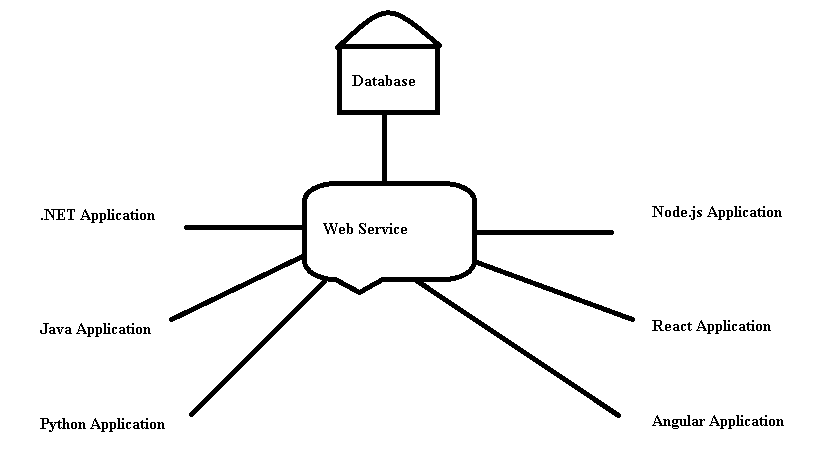 Database
Web Service
.NET Application
Node.js Application
Java Application
React Application
Python Application
Angular Application